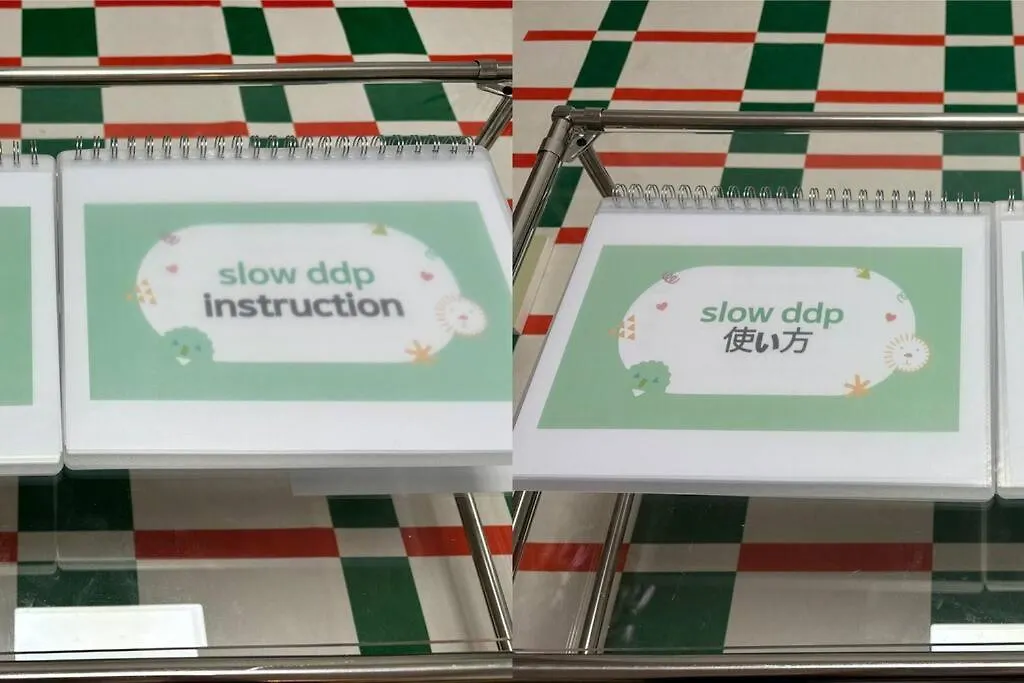 slow ddp
instruction
slow ddp
使い方